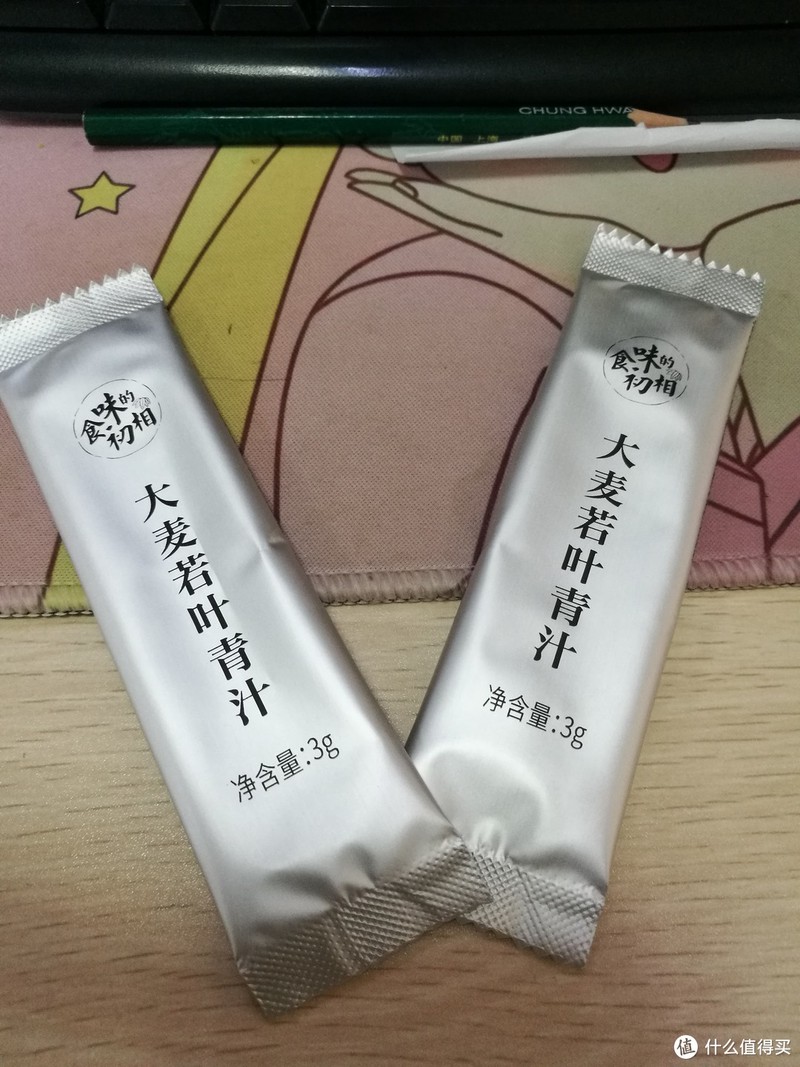 CHUNG HWA
中国 上海
食味的
初相
大麦若叶青汁
净含量:3g
食味的
初相
大麦若叶青汁
净含量:3g
值 什么值得买